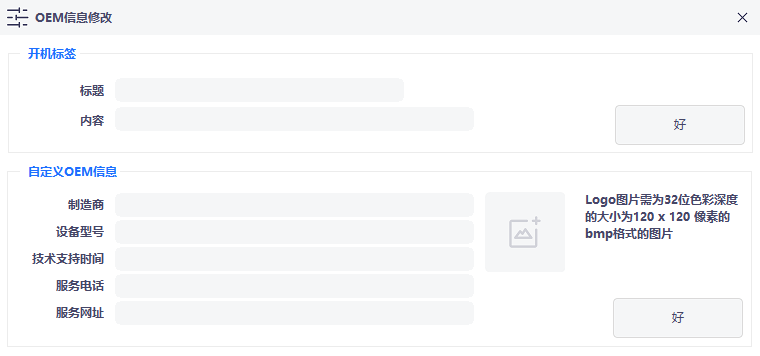 OEM信息修改
开机标签
标题
内容
好
自定义OEM信息
制造商
设备型号
技术支持时间
服务电话
服务网址
Logo图片需为32位色彩深度
的大小为120 x 120 像素的
bmp格式的图片
好